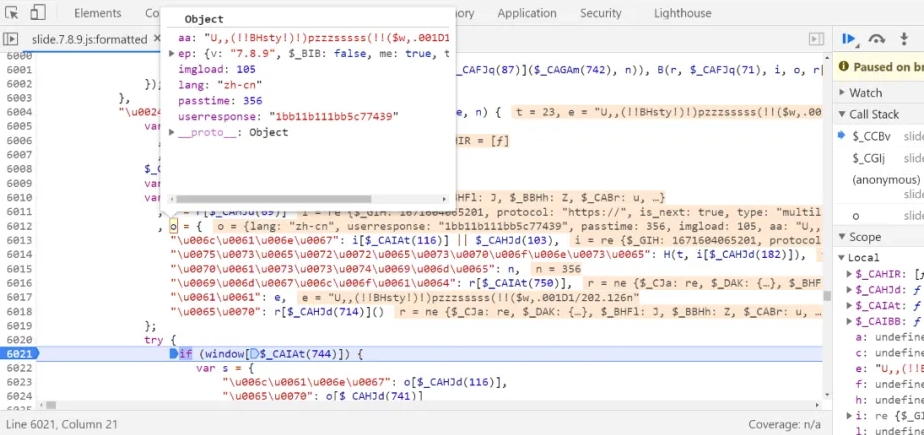 Elements
Co
ory
Application
Security
Lighthouse
slide.7.8.9.js:formatted ×
Object
aa: "U,,(!!BHsty!)!)pzzzsssss(!!($w,.001D1
ep: {v: "7.8.9", $_BIB: false, me: true, t
imgload: 105
lang: "zh-cn"
passtime: 356
userresponse: "1bb11b111bb5c77439"
__proto__: Object
6000
6001 $_CAFJq(87)]($_CAGAm(742), n)), B(r, $_CAFJq(71), i, o, r[
6002 });
6003 },
6004 "\u0024 e, n) { t = 23, e = "U,,(!!BHsty!)!)pzzzsssss(!!($w,.001
6005 var
6006 , HIR = [ƒ]
6007 ,
6008 $_C
6009 var
6010 BHFl: J, $_BBHh: Z, $_CABr: u, …}
6011 , = r[$_CAHJd(69)] i = re {$_GIH: 1671604065201, protocol: "https://", is_next: true, type: "multil
6012 , o = { o = {lang: "zh-cn", userresponse: "1bb11b111bb5c77439", passtime: 356, imgload: 105, aa: "U,,
6013 "\u006c\u0061\u006e\u0067": i[$_CAIAt(116)] || $_CAHJd(103), i = re {$_GIH: 1671604065201, protoco
6014 "\u0075\u0073\u0065\u0072\u0072\u0065\u0073\u0070\u006f\u006e\u0073\u0065": H(t, i[$_CAHJd(182)]),
6015 "\u0070\u0061\u0073\u0073\u0074\u0069\u006d\u0065": n, n = 356
6016 "\u0069\u006d\u0067\u006c\u006f\u0061\u0064": r[$_CAIAt(750)], r = ne {$_CJa: re, $_DAK: {…}, $_BHF
6017 "\u0061\u0061": e, e = "U,,(!!BHsty!)!)pzzzsssss(!!($w,.001D1/202.126n"
6018 "\u0065\u0070": r[$_CAHJd(714)]() r = ne {$_CJa: re, $_DAK: {…}, $_BHFl: J, $_BBHh: Z, $_CABr: u, …
6019 };
6020 try {
6021 if (window[$_CAIAt(744)]) {
6022 var s = {
6023 "\u006c\u0061\u006e\u0067": o[$_CAHJd(116)],
6024 "\u0065\u0070": o[$_CAHJd(741)]
Line 6021, Column 21
Coverage: n/a
Paused on br
Watch
Call Stack
$_CCBv slid
$_CGIj slide
(anonymous)
slide
o slide
Scope
Local
$_CAHIR: [ƒ
$_CAHJd: ƒ
$_CAIAt: ƒ
$_CAIBB: ƒ
a: undefine
c: undefine
e: "U,,(!!B
f: undefine
h: undefine
i: re {$_GI
l: undefine